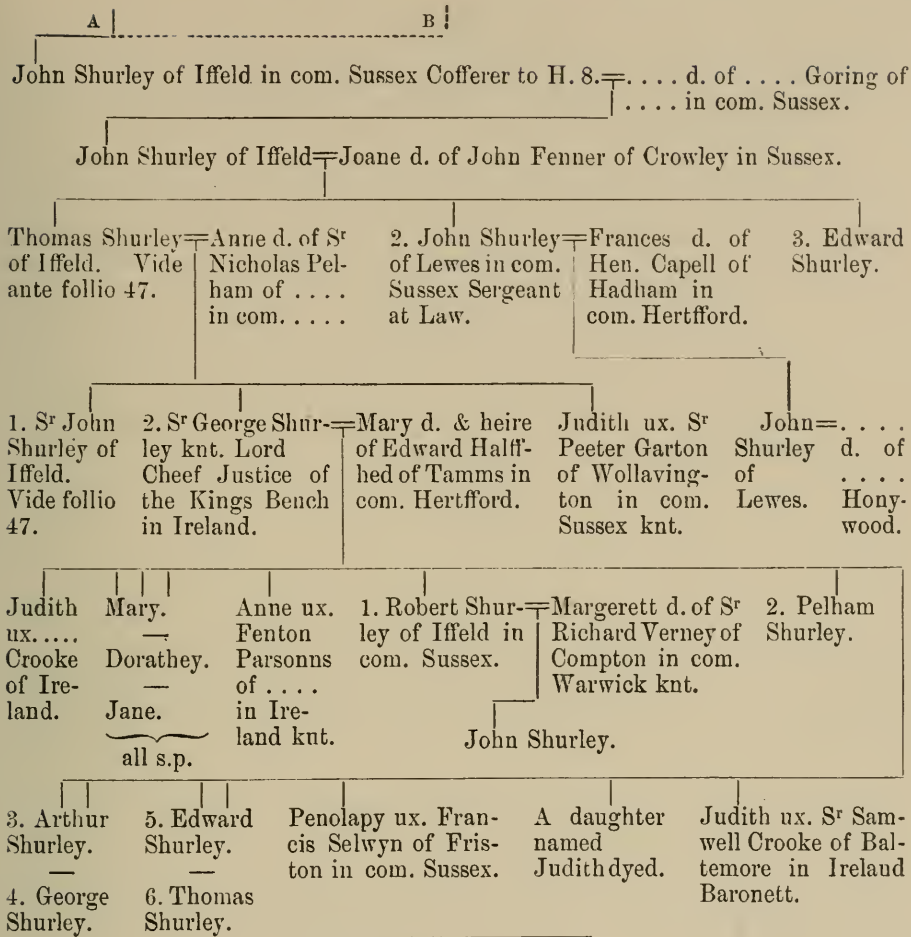 A B
John Shurley of Iffeld in com. Sussex Cofferer to H. 8.=. . . . d. of . . . . Goring of
. . . . in com. Sussex.
John Shurley of Iffeld=Joane d. of John Fenner of Crowley in Sussex.
Thomas Shurley=Anne d. of Sʳ
of Iffeld. Vide Nicholas Pel-
ante follio 47. ham of . . . .
in com. . . . .
2. John Shurley=Frances d. of
of Lewes in com. Hen. Capell of
Sussex Sergeant Hadham in
at Law. com. Hertfford.
3. Edward
Shurley.
1. Sʳ John
Shurley of
Iffeld.
Vide follio
47.
2. Sʳ George Shur-=Mary d. & heire
ley knt. Lord of Edward Halff-
Cheef Justice of hed of Tamms in
the Kings Bench com. Hertfford.
in Ireland.
Judith ux. Sʳ
Peeter Garton
of Wollaving-
ton in com.
Sussex knt.
John=. . . .
Shurley d. of
of . . . .
Lewes. Hony-
wood.
Judith
ux. . . . .
Crooke
of Ire-
land.
Mary.
—
Dorathey.
—
Jane.
all s.p.
Anne ux.
Fenton
Parsonns
of . . . .
in Ire-
land knt.
1. Robert Shur-=Margerett d. of Sʳ
ley of Iffeld in Richard Verney of
com. Sussex. Compton in com.
Warwick knt.
2. Pelham
Shurley.
John Shurley.
3. Arthur
Shurley.
—
4. George
Shurley.
5. Edward
Shurley.
—
6. Thomas
Shurley.
Penolapy ux. Fran-
cis Selwyn of Fris-
ton in com. Sussex.
A daughter
named
Judith dyed.
Judith ux. Sʳ Sam-
well Crooke of Bal-
temore in Ireland
Baronett.